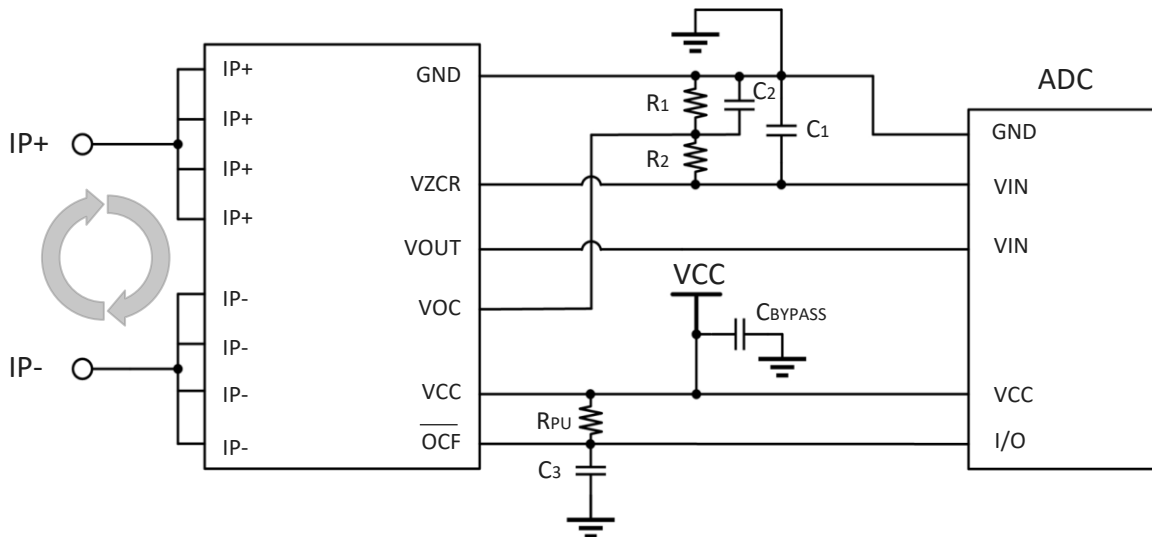 ADC
IP+
GND
C2
R1
IP+
C1
GND
IP+
R2
IP+
VZCR
VIN
IP+
VOUT
VIN
VCC
IP-
VOC
CBYPASS
IP-
IP-
IP-
VCC
VCC
RPU
IP-
OCF
I/O
C3